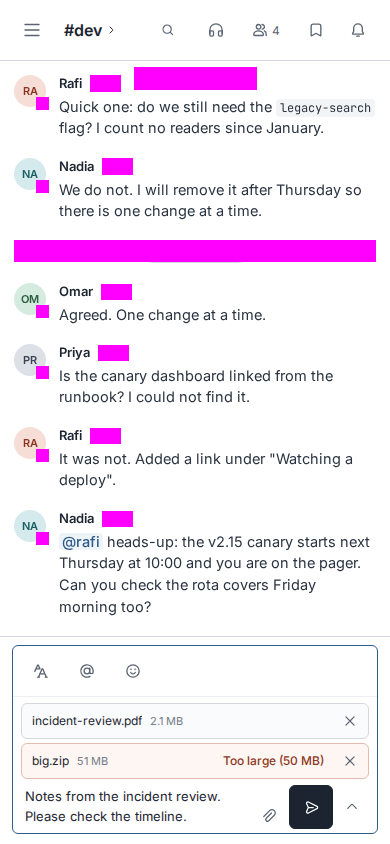 #dev
4
RA
Rafi
Quick one: do we still need the legacy-search
flag? I count no readers since January.
NA
Nadia
We do not. I will remove it after Thursday so
there is one change at a time.
OM
Omar
Agreed. One change at a time.
PR
Priya
Is the canary dashboard linked from the
runbook? I could not find it.
RA
Rafi
It was not. Added a link under "Watching a
deploy".
NA
Nadia
@rafi heads-up: the v2.15 canary starts next
Thursday at 10:00 and you are on the pager.
Can you check the rota covers Friday
morning too?
incident-review.pdf 2.1 MB
big.zip 51 MB Too large (50 MB)
Notes from the incident review.
Please check the timeline.